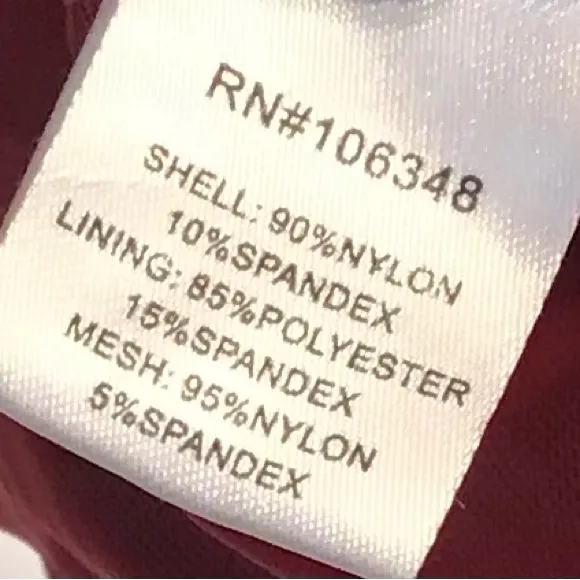 RN#106348
SHELL: 90%NYLON
10%SPANDEX
LINING: 85%POLYESTER
15%SPANDEX
MESH: 95%NYLON
5%SPANDEX